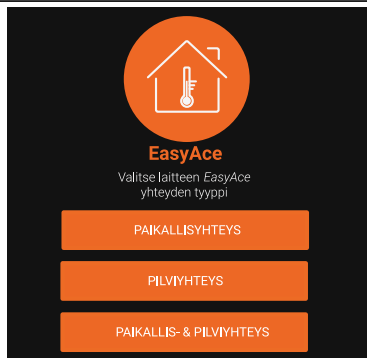 EasyAce
Valitse laitteen EasyAce
yhteyden tyyppi
PAIKALLISYHTEYS
PILVIYHTEYS
PAIKALLIS- & PILVIYHTEYS